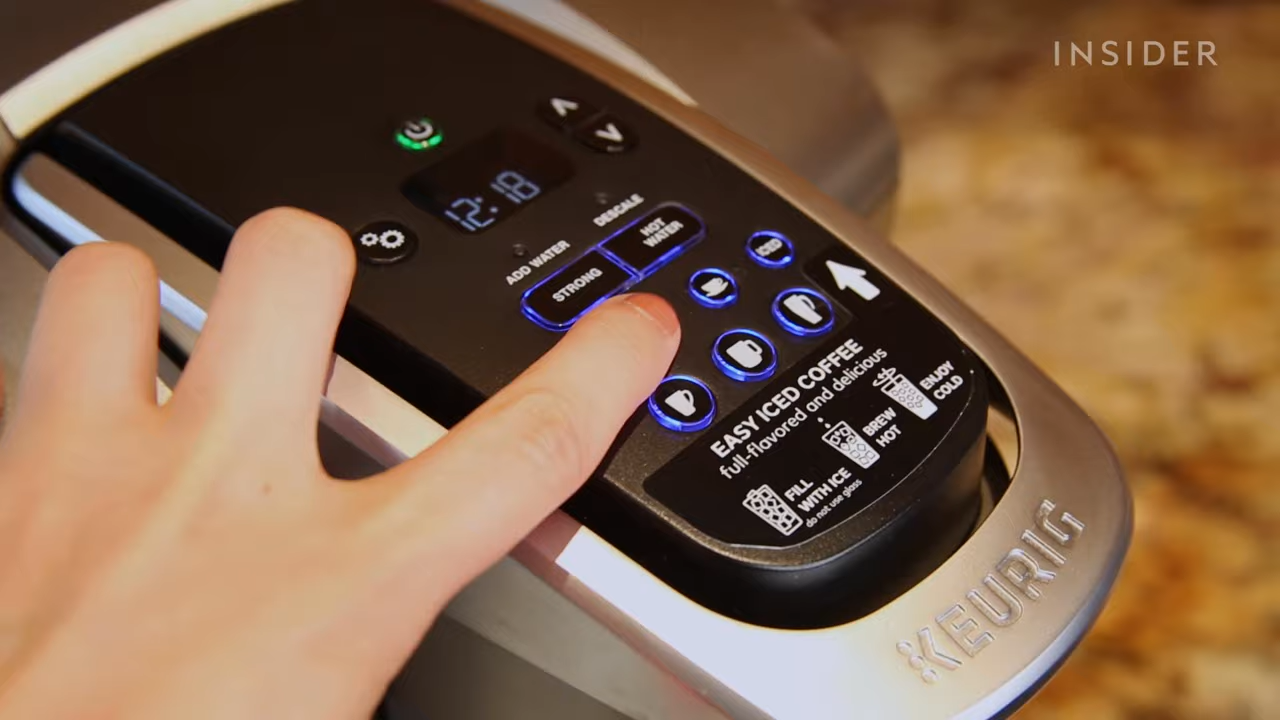 INSIDER
12:18
DESCALE
ADD WATER
HOT
WATER
STRONG
ICED
EASY ICED COFFEE
full-flavored and delicious
FILL
WITH ICE
do not use glass
BREW
HOT
ENJOY
COLD
KEURIG